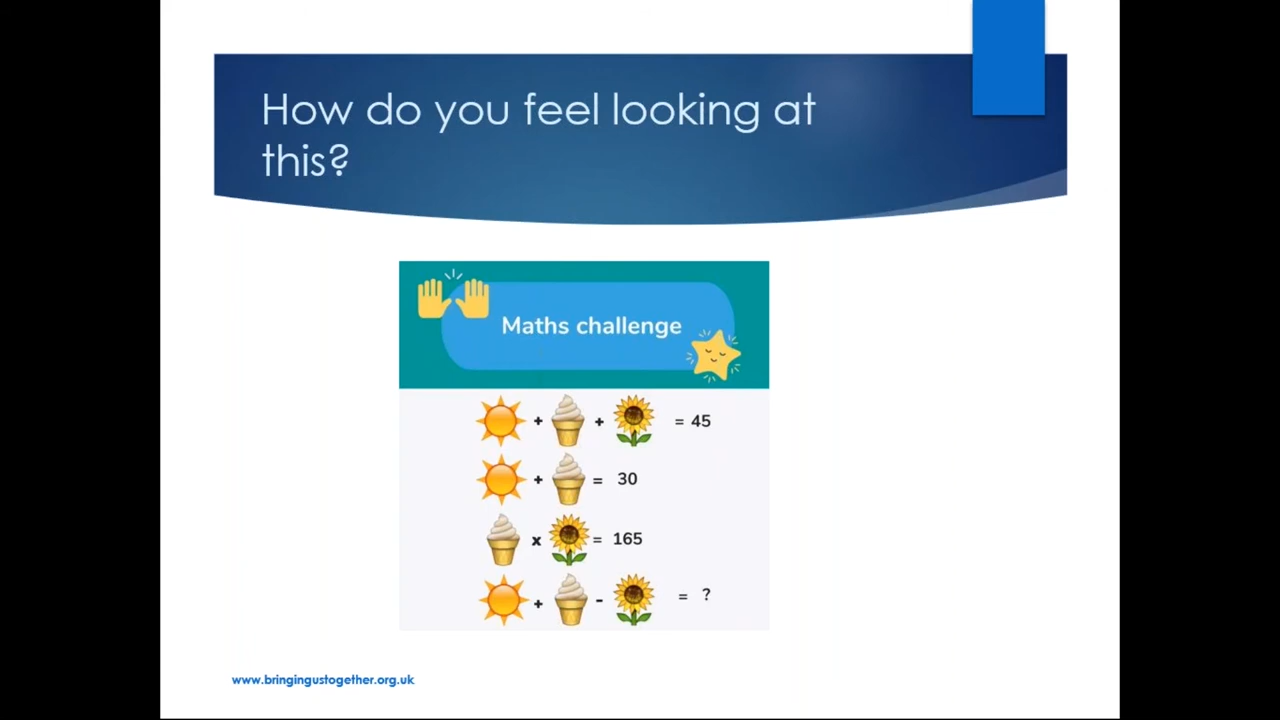 How do you feel looking at
this?
Maths challenge
+ + = 45
+ = 30
x = 165
+ - = ?
www.bringingustogether.org.uk